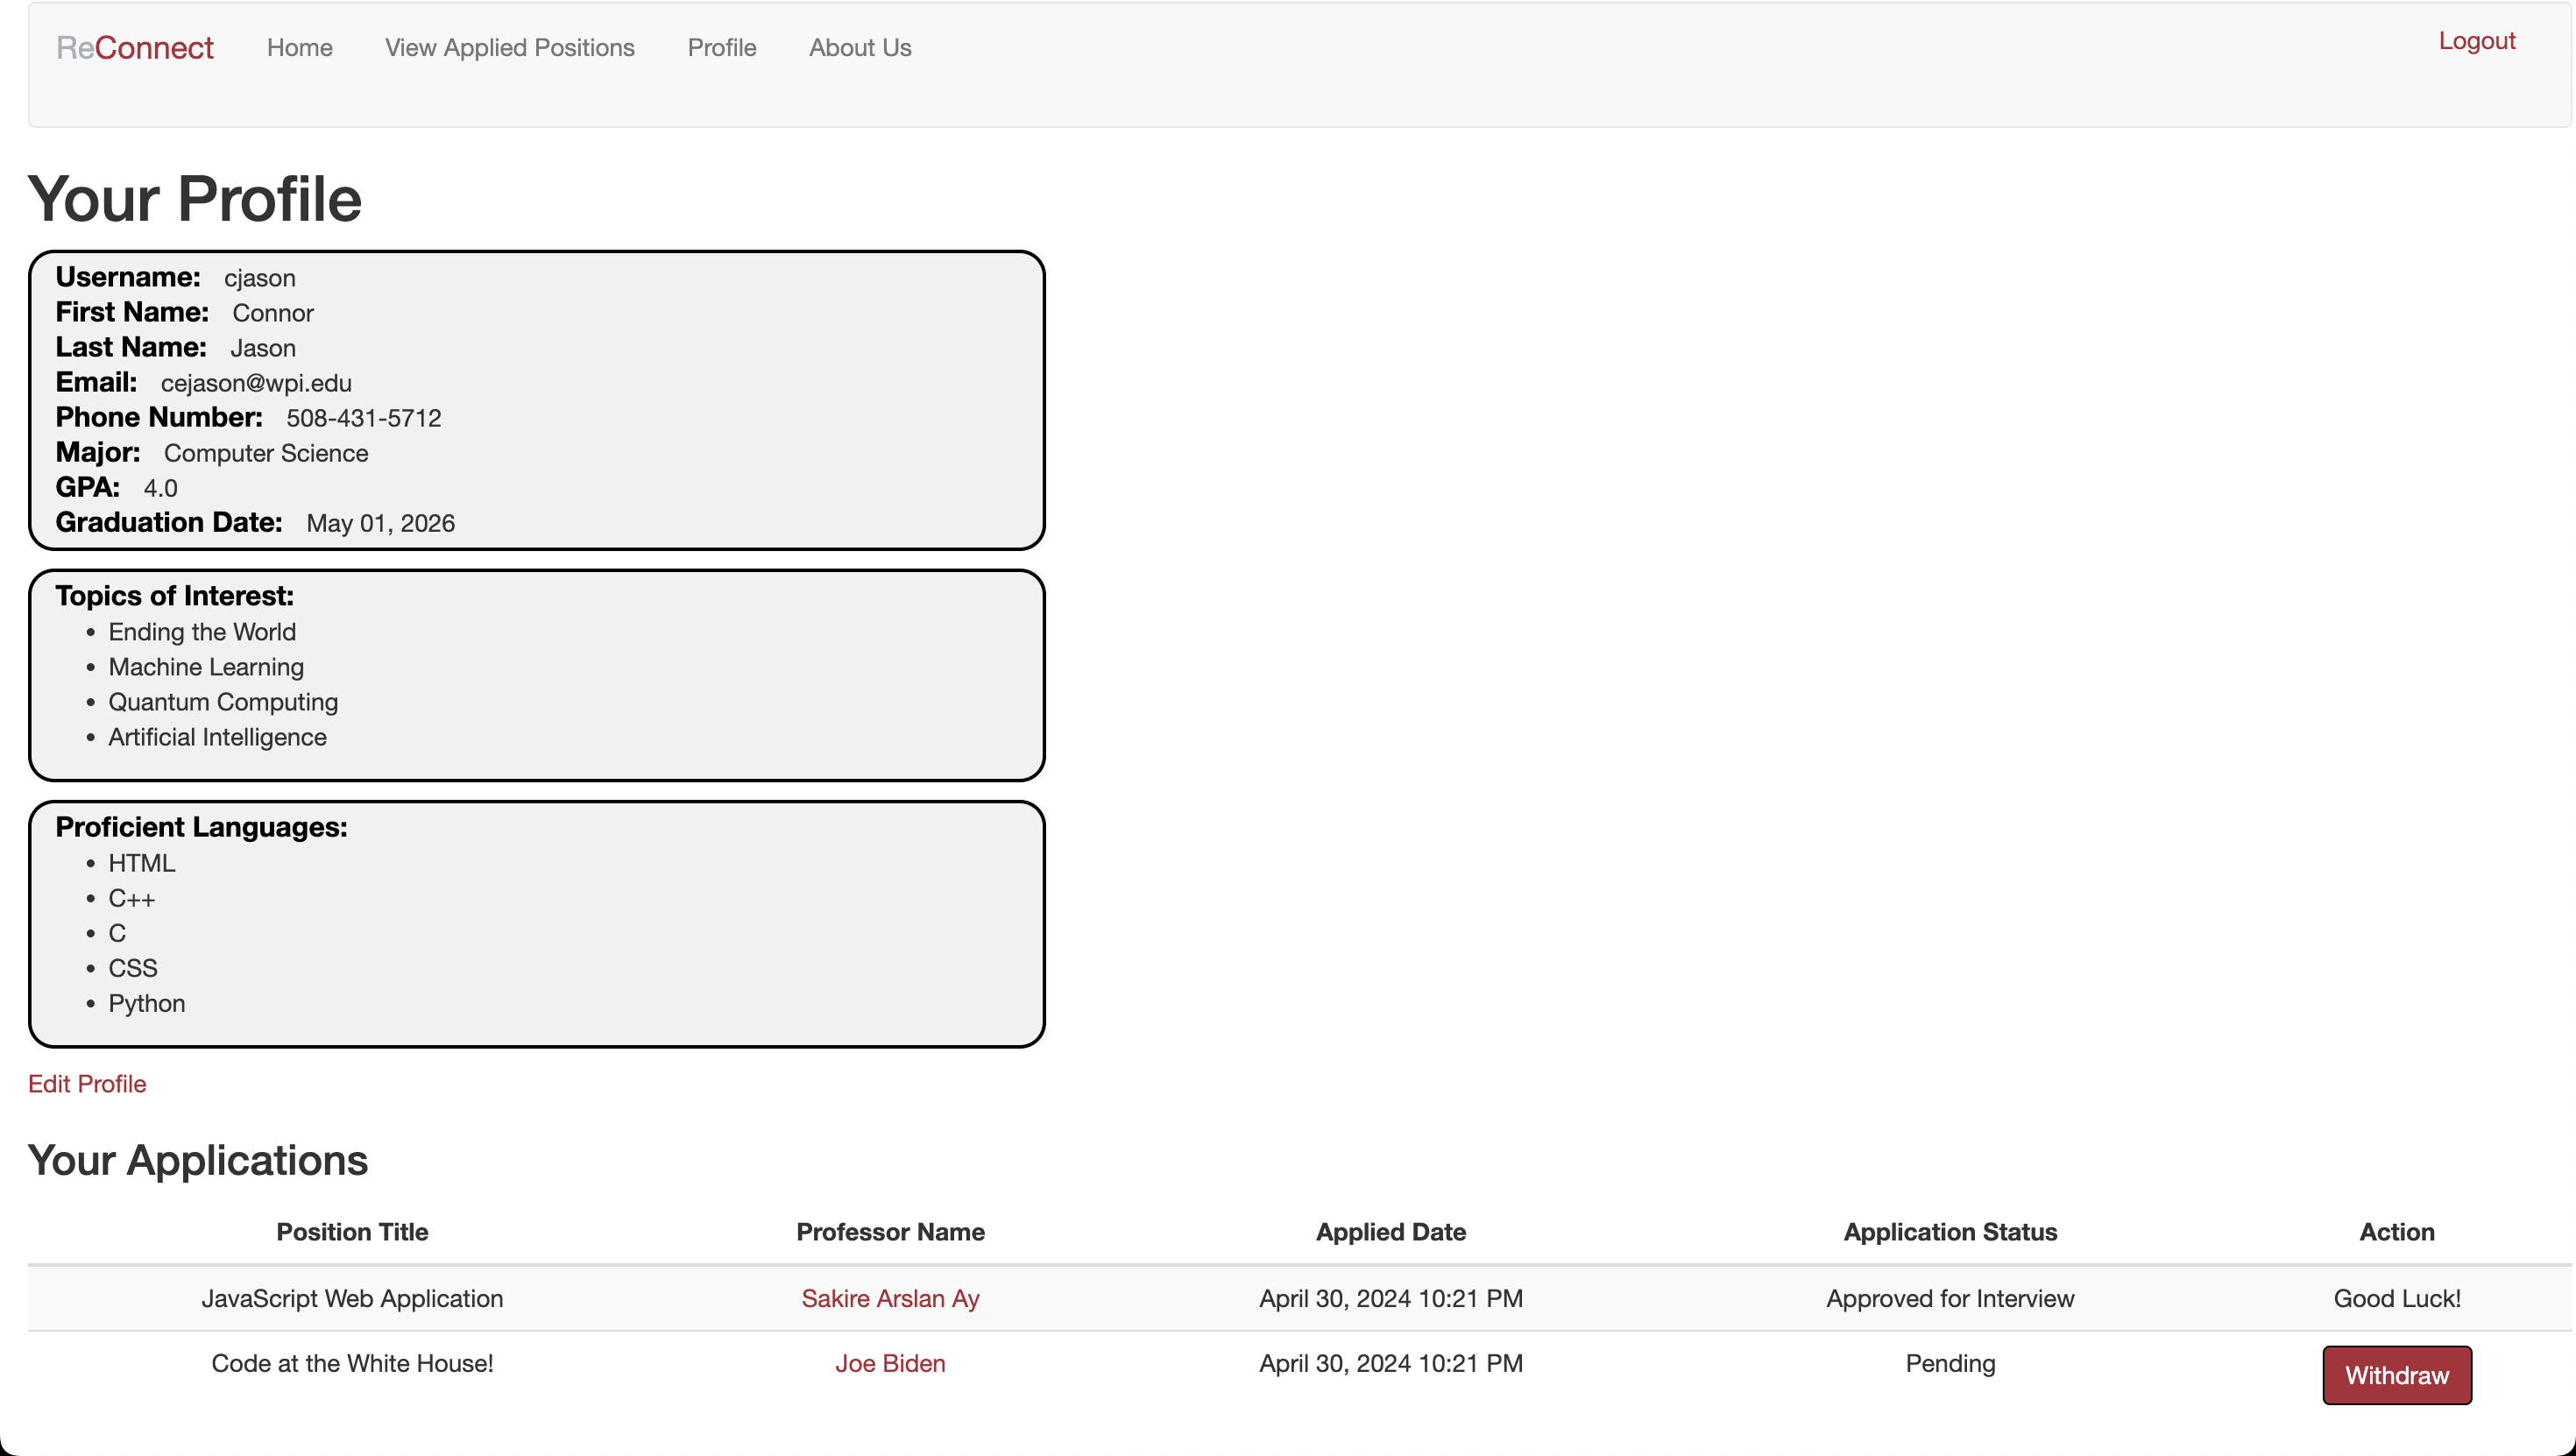 ReConnect Home View Applied Positions Profile About Us Logout
Your Profile
Username: cjason
First Name: Connor
Last Name: Jason
Email: cejason@wpi.edu
Phone Number: 508-431-5712
Major: Computer Science
GPA: 4.0
Graduation Date: May 01, 2026
Topics of Interest:
• Ending the World
• Machine Learning
• Quantum Computing
• Artificial Intelligence
Proficient Languages:
• HTML
• C++
• C
• CSS
• Python
Edit Profile
Your Applications
Position Title Professor Name Applied Date Application Status Action
JavaScript Web Application Sakire Arslan Ay April 30, 2024 10:21 PM Approved for Interview Good Luck!
Code at the White House! Joe Biden April 30, 2024 10:21 PM Pending Withdraw